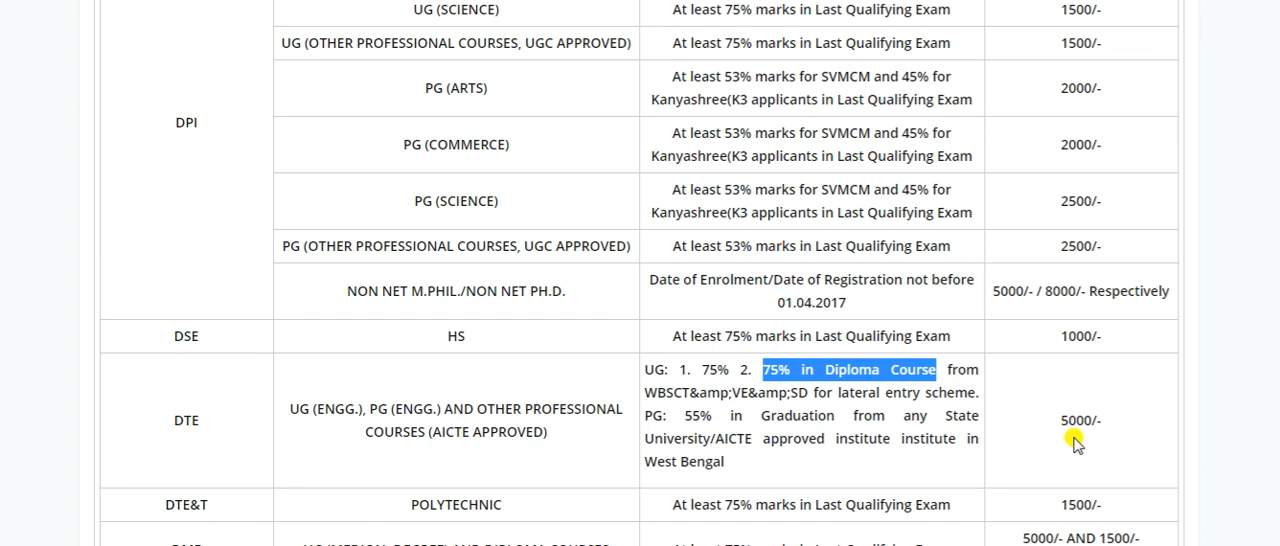 UG (SCIENCE) At least 75% marks in Last Qualifying Exam 1500/-
UG (OTHER PROFESSIONAL COURSES, UGC APPROVED) At least 75% marks in Last Qualifying Exam 1500/-
PG (ARTS) At least 53% marks for SVMCM and 45% for
Kanyashree(K3 applicants in Last Qualifying Exam 2000/-
DPI
PG (COMMERCE) At least 53% marks for SVMCM and 45% for
Kanyashree(K3 applicants in Last Qualifying Exam 2000/-
PG (SCIENCE) At least 53% marks for SVMCM and 45% for
Kanyashree(K3 applicants in Last Qualifying Exam 2500/-
PG (OTHER PROFESSIONAL COURSES, UGC APPROVED) At least 53% marks in Last Qualifying Exam 2500/-
NON NET M.PHIL./NON NET PH.D. Date of Enrolment/Date of Registration not before
01.04.2017 5000/- / 8000/- Respectively
DSE HS At least 75% marks in Last Qualifying Exam 1000/-
DTE
UG (ENGG.), PG (ENGG.) AND OTHER PROFESSIONAL
COURSES (AICTE APPROVED)
UG: 1. 75% 2. 75% in Diploma Course from
WBSCT&amp;VE&amp;SD for lateral entry scheme.
PG: 55% in Graduation from any State
University/AICTE approved institute institute in
West Bengal
5000/-
DTE&T POLYTECHNIC At least 75% marks in Last Qualifying Exam 1500/-
5000/- AND 1500/-